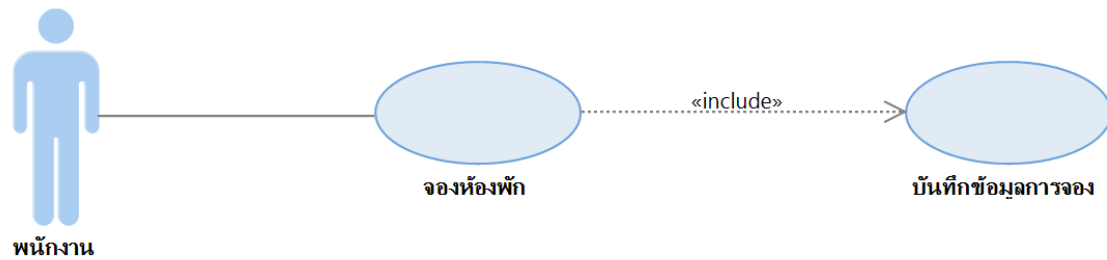 «include»
จองห้องพัก
บันทึกข้อมูลการจอง
พนักงาน